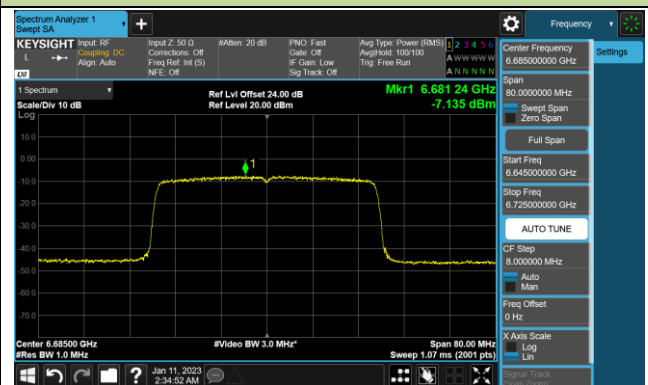 Spectrum Analyzer 1
Swept SA
Frequency
KEYSIGHT
L
LXI
Input: RF
Coupling: DC
Align: Auto
Input Z: 50 Ω
Corrections: Off
Freq Ref: Int (S)
NFE: Off
#Atten: 20 dB
PNO: Fast
Gate: Off
IF Gain: Low
Sig Track: Off
Avg Type: Power (RMS)
Avg|Hold: 100/100
Trig: Free Run
1 2 3 4 5 6
A W W W W W
A N N N N N
1 Spectrum
Scale/Div 10 dB
Log
Ref Lvl Offset 24.00 dB
Ref Level 20.00 dBm
Mkr1 6.681 24 GHz
-7.135 dBm
10.0
0.00
-10.0
-20.0
-30.0
-40.0
-50.0
-60.0
-70.0
1
Center 6.68500 GHz
#Res BW 1.0 MHz
#Video BW 3.0 MHz*
Span 80.00 MHz
Sweep 1.07 ms (2001 pts)
Jan 11, 2023
2:34:52 AM
Center Frequency
6.685000000 GHz
Span
80.0000000 MHz
Swept Span
Zero Span
Full Span
Start Freq
6.645000000 GHz
Stop Freq
6.725000000 GHz
AUTO TUNE
CF Step
8.000000 MHz
Auto
Man
Freq Offset
0 Hz
X Axis Scale
Log
Lin
Signal Track
(Span Zoom)
Settings